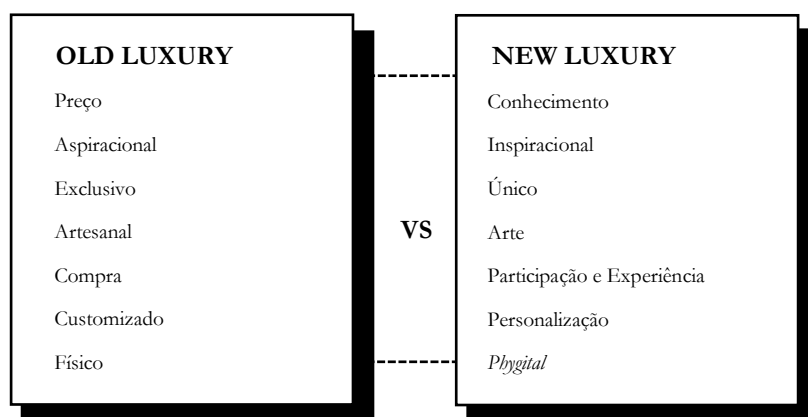 OLD LUXURY
Preço
Aspiracional
Exclusivo
Artesanal
Compra
Customizado
Físico
VS
NEW LUXURY
Conhecimento
Inspiracional
Único
Arte
Participação e Experiência
Personalização
Phygital